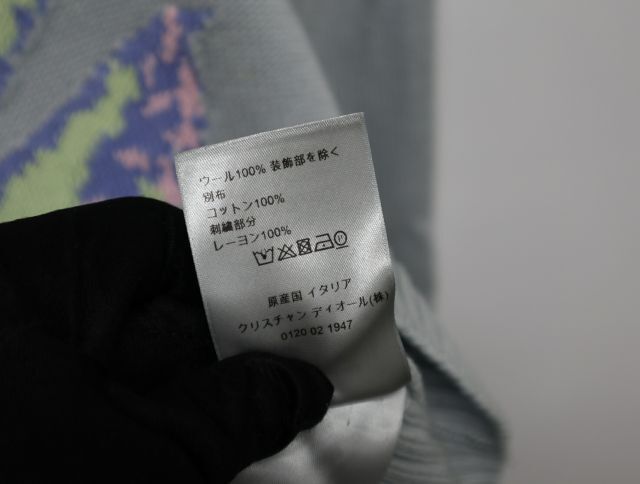 ウール100% 装飾部を除く
別布
コットン100%
刺繍部分
レーヨン100%
原産国 イタリア
クリスチャン ディオール(株)
0120 02 1947